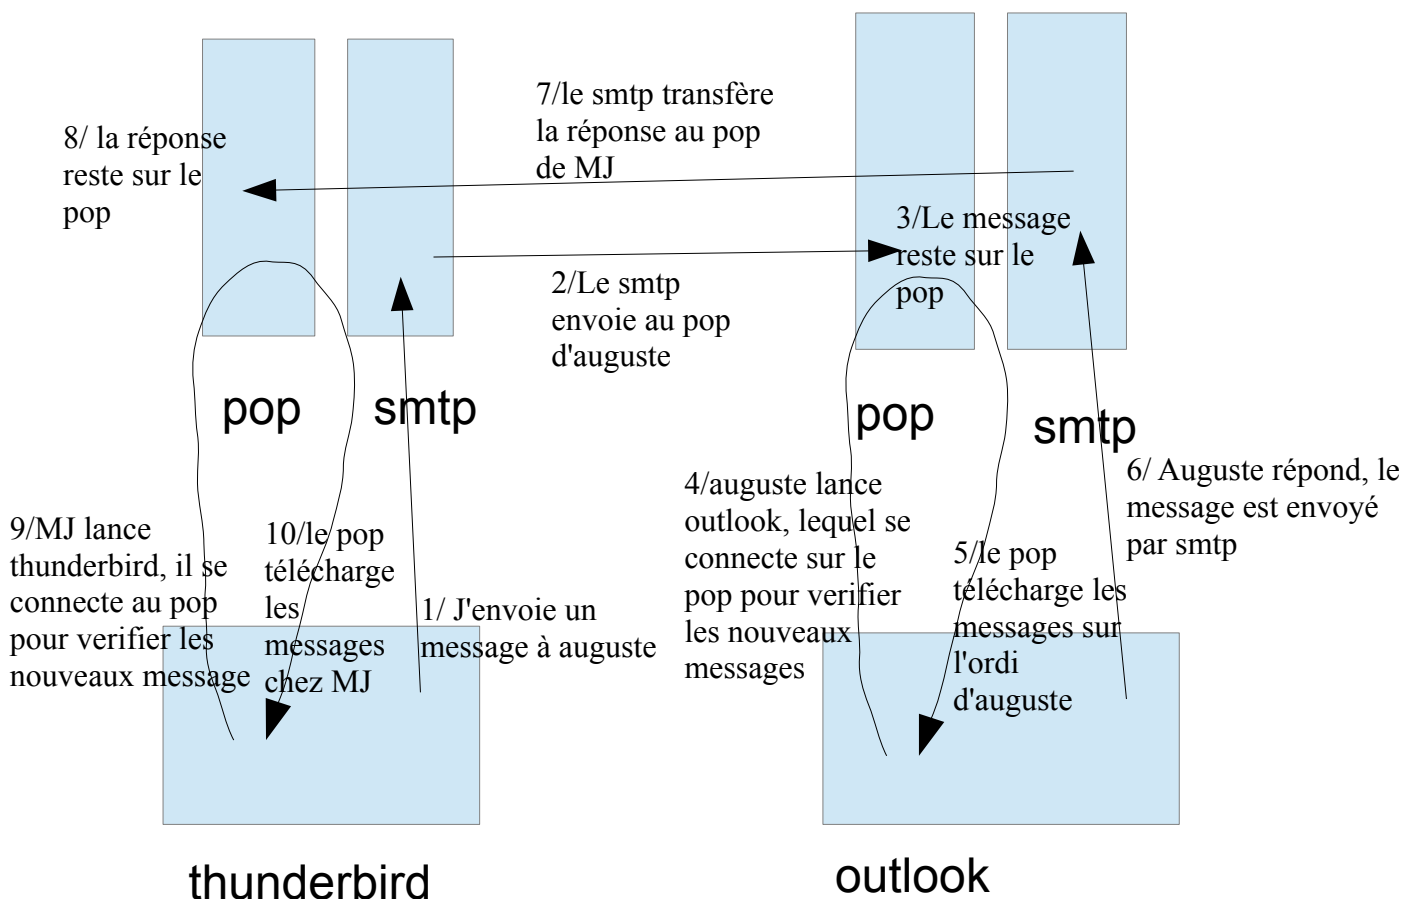 7/le smtp transfère
la réponse au pop
de MJ
8/ la réponse
reste sur le
pop
3/Le message
reste sur le
pop
2/Le smtp
envoie au pop
d'auguste
pop
smtp
pop
smtp
9/MJ lance
thunderbird, il se
connecte au pop
pour verifier les
nouveaux message
10/le pop
télécharge
les
messages
chez MJ
1/ J'envoie un
message à auguste
4/auguste lance
outlook, lequel se
connecte sur le
pop pour verifier
les nouveaux
messages
5/le pop
télécharge les
messages sur
l'ordi
d'auguste
6/ Auguste répond, le
message est envoyé
par smtp
thunderbird
outlook